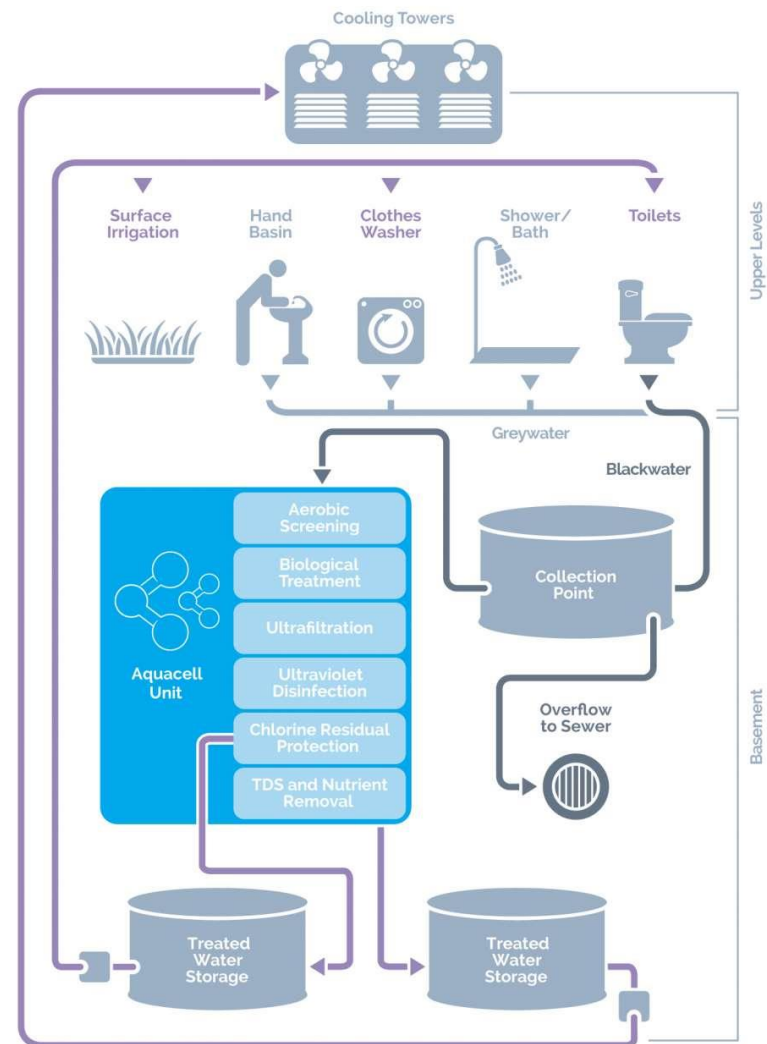 Cooling Towers
Surface
Irrigation
Hand
Basin
Clothes
Washer
Shower/
Bath
Toilets
Upper Levels
Greywater
Blackwater
Aerobic
Screening
Biological
Treatment
Ultrafiltration
Ultraviolet
Disinfection
Chlorine Residual
Protection
TDS and Nutrient
Removal
Aquacell
Unit
Collection
Point
Overflow
to Sewer
Basement
Treated
Water
Storage
Treated
Water
Storage